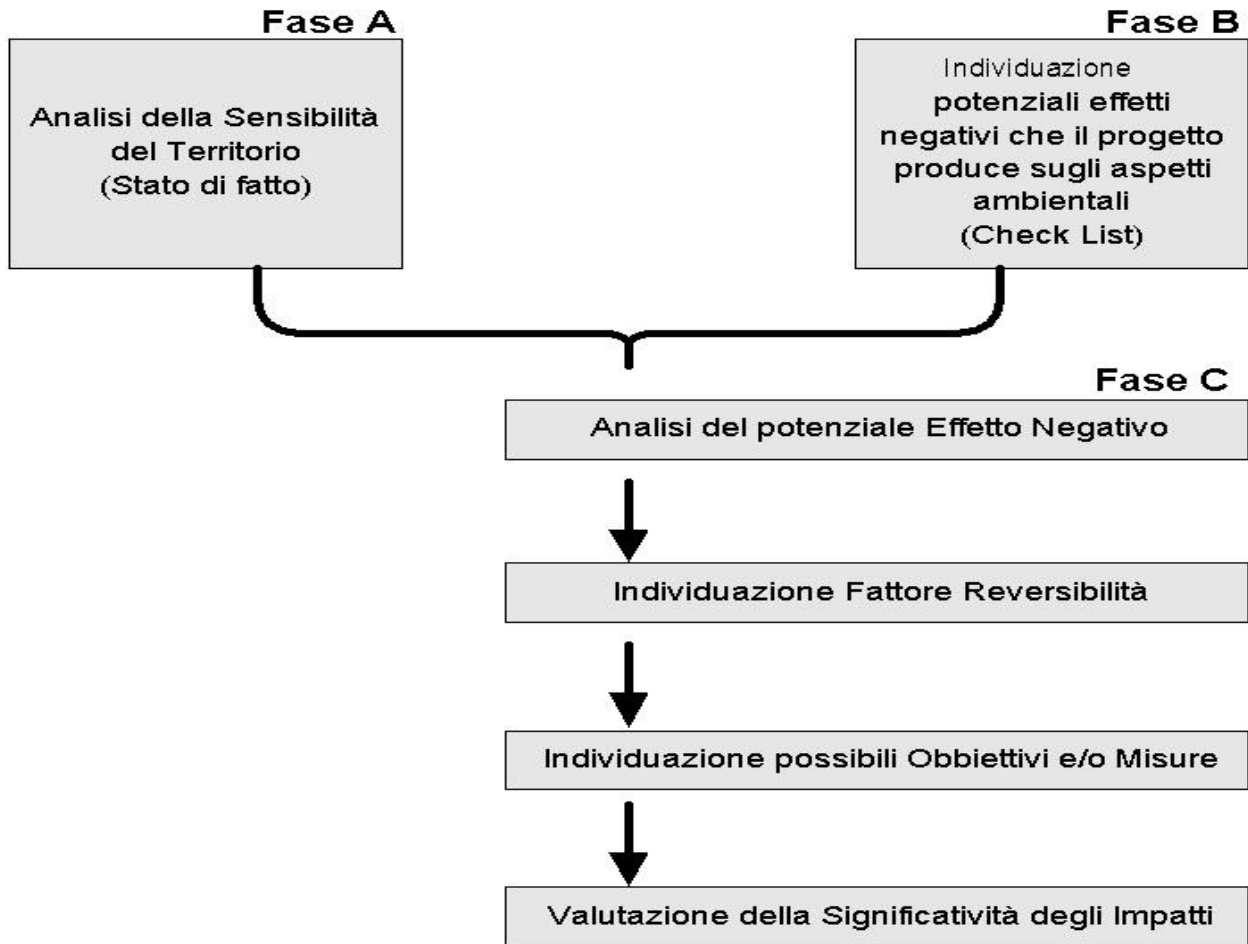 Fase A
Analisi della Sensibilità
del Territorio
(Stato di fatto)
Fase B
Individuazione
potenziali effetti
negativi che il progetto
produce sugli aspetti
ambientali
(Check List)
Fase C
Analisi del potenziale Effetto Negativo
Individuazione Fattore Reversibilità
Individuazione possibili Obbiettivi e/o Misure
Valutazione della Significatività degli Impatti